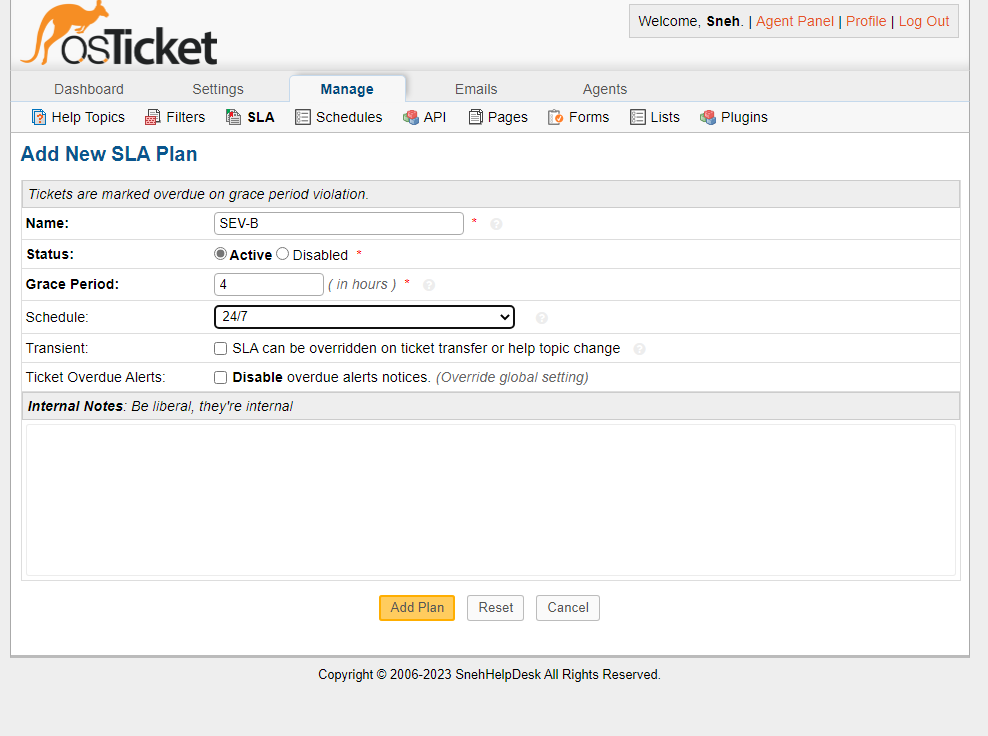 osTicket
Welcome, Sneh. | Agent Panel | Profile | Log Out
Dashboard Settings Manage Emails Agents
Help Topics Filters SLA Schedules API Pages Forms Lists Plugins
Add New SLA Plan
Tickets are marked overdue on grace period violation.
Name: SEV-B * ?
Status: Active Disabled *
Grace Period: 4 ( in hours ) * ?
Schedule: 24/7 ?
Transient: SLA can be overridden on ticket transfer or help topic change ?
Ticket Overdue Alerts: Disable overdue alerts notices. (Override global setting)
Internal Notes: Be liberal, they're internal
Add Plan Reset Cancel
Copyright © 2006-2023 SnehHelpDesk All Rights Reserved.